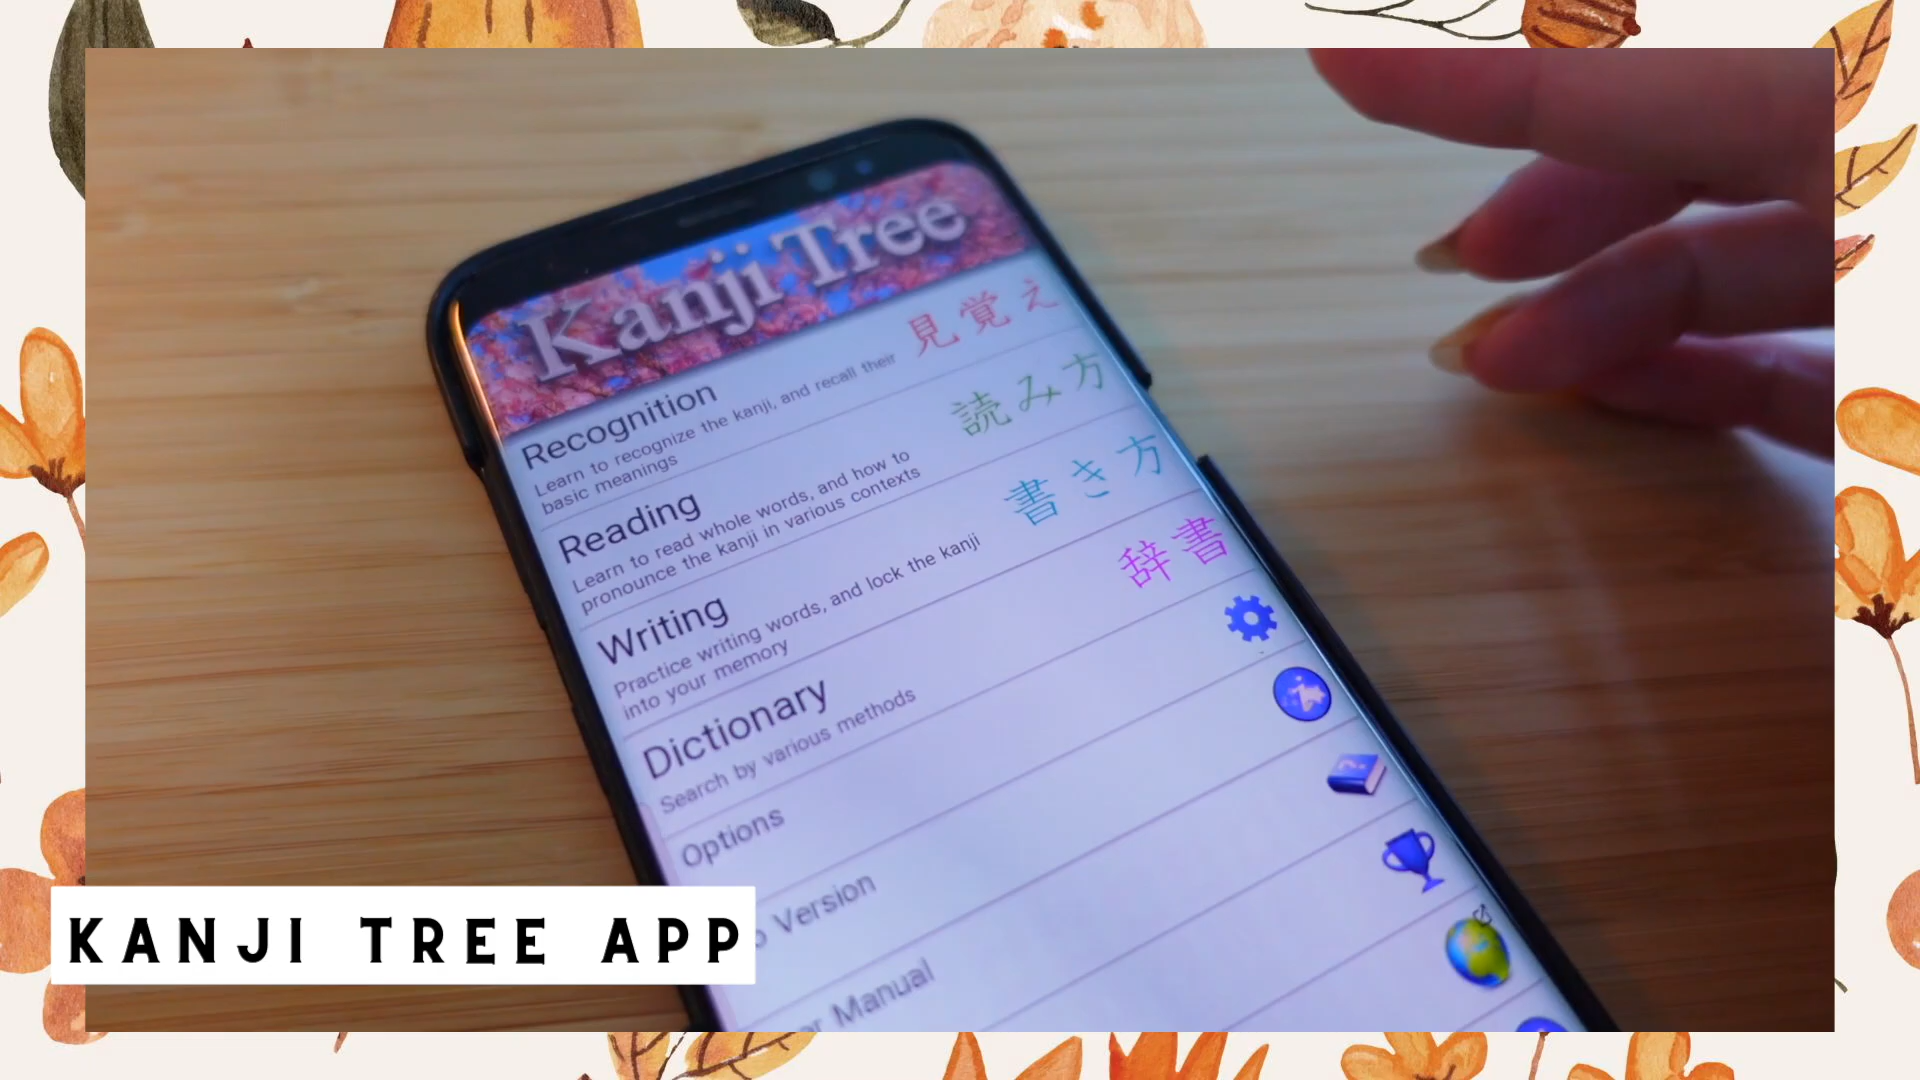 Kanji Tree
Recognition
Learn to recognize the kanji, and recall their
basic meanings
見覚え
Reading
Learn to read whole words, and how to
pronounce the kanji in various contexts
読み方
Writing
Practice writing words, and lock the kanji
into your memory
書き方
Dictionary
Search by various methods
辞書
Options
Version
Manual
KANJI TREE APP